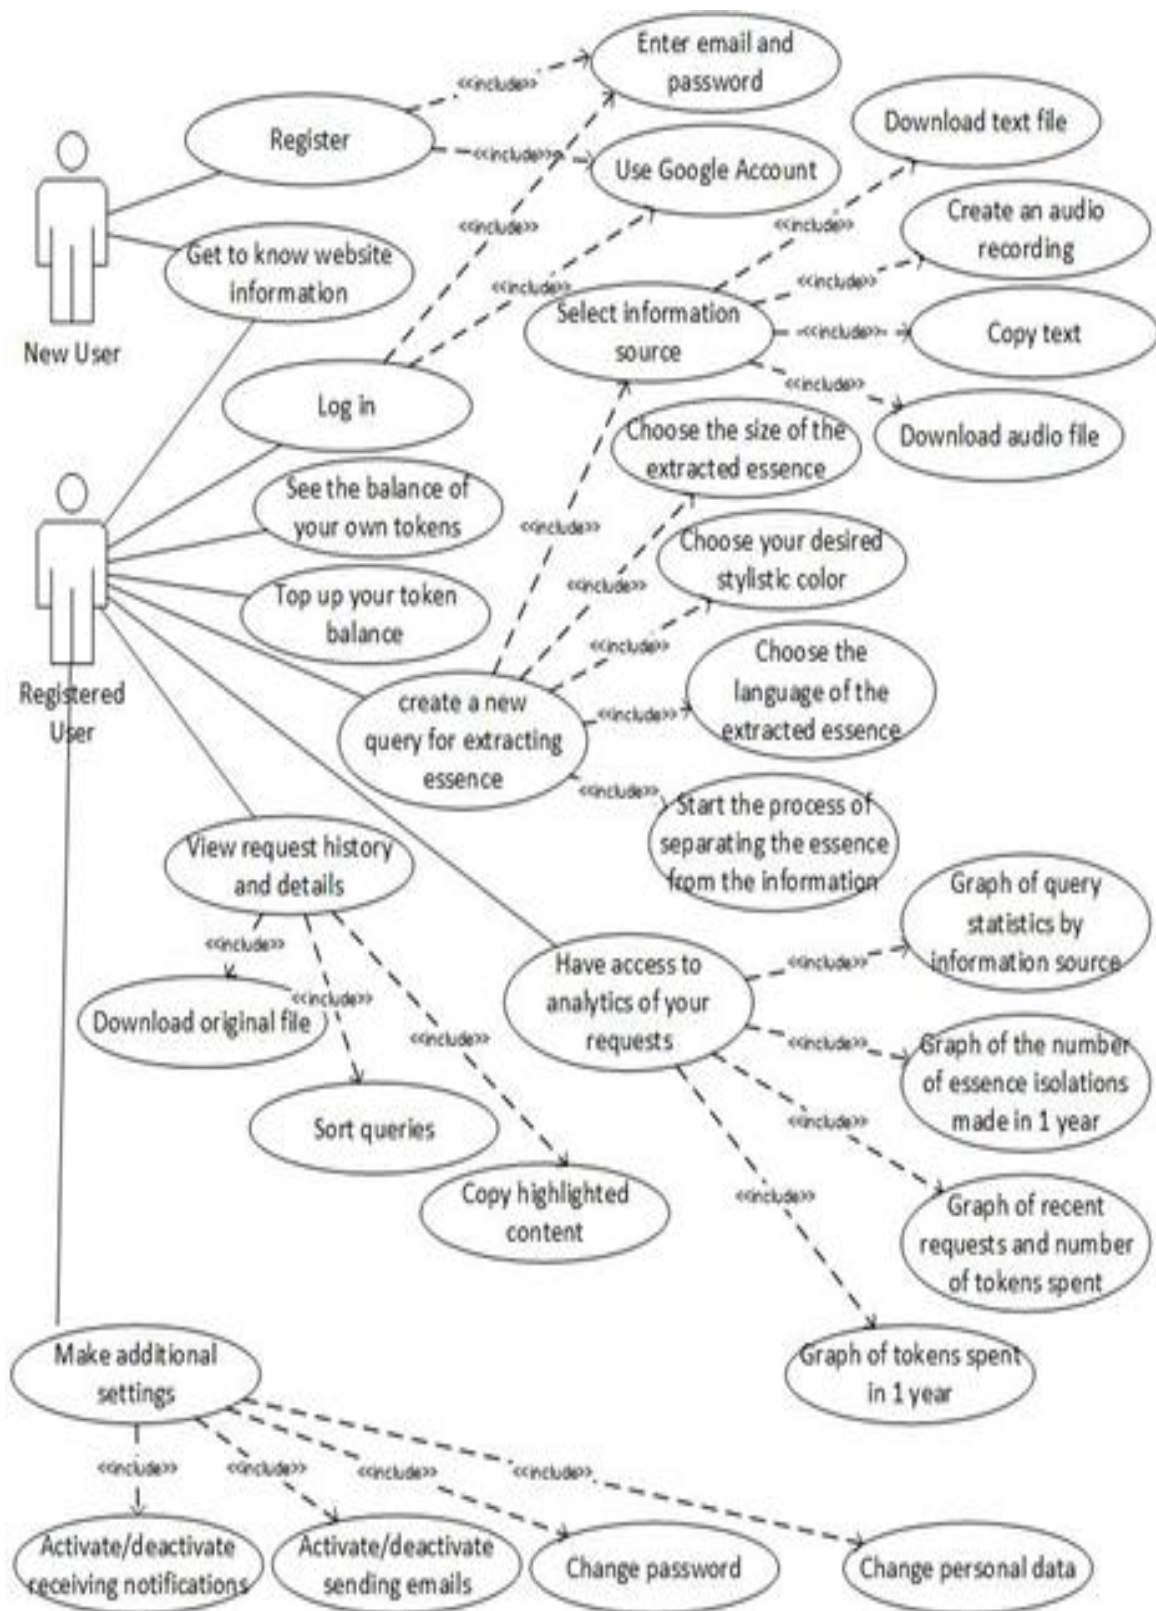 Enter email and
password
<<include>>
Register
<<include>>
Use Google Account
Download text file
<<include>>
<<include>>
Create an audio
recording
Get to know website
information
<<include>>
<<include>>
New User
Select information
source
<<include>>
Copy text
<<include>>
Download audio file
Log in
Choose the size of the
extracted essence
See the balance of
your own tokens
<<include>>
Choose your desired
stylistic color
<<include>>
Top up your token
balance
<<include>>
Choose the
language of the
extracted essence
Registered
User
create a new
query for extracting
essence
<<include>>
<<include>>
Start the process of
separating the essence
from the information
View request history
and details
<<include>>
<<include>>
<<include>>
Download original file
Sort queries
Copy highlighted
content
Have access to
analytics of your
requests
<<include>>
Graph of query
statistics by
information source
<<include>>
Graph of the number
of essence isolations
made in 1 year
<<include>>
Graph of recent
requests and number
of tokens spent
<<include>>
Graph of tokens spent
in 1 year
Make additional
settings
<<include>>
<<include>>
<<include>>
<<include>>
Activate/deactivate
receiving notifications
Activate/deactivate
sending emails
Change password
Change personal data